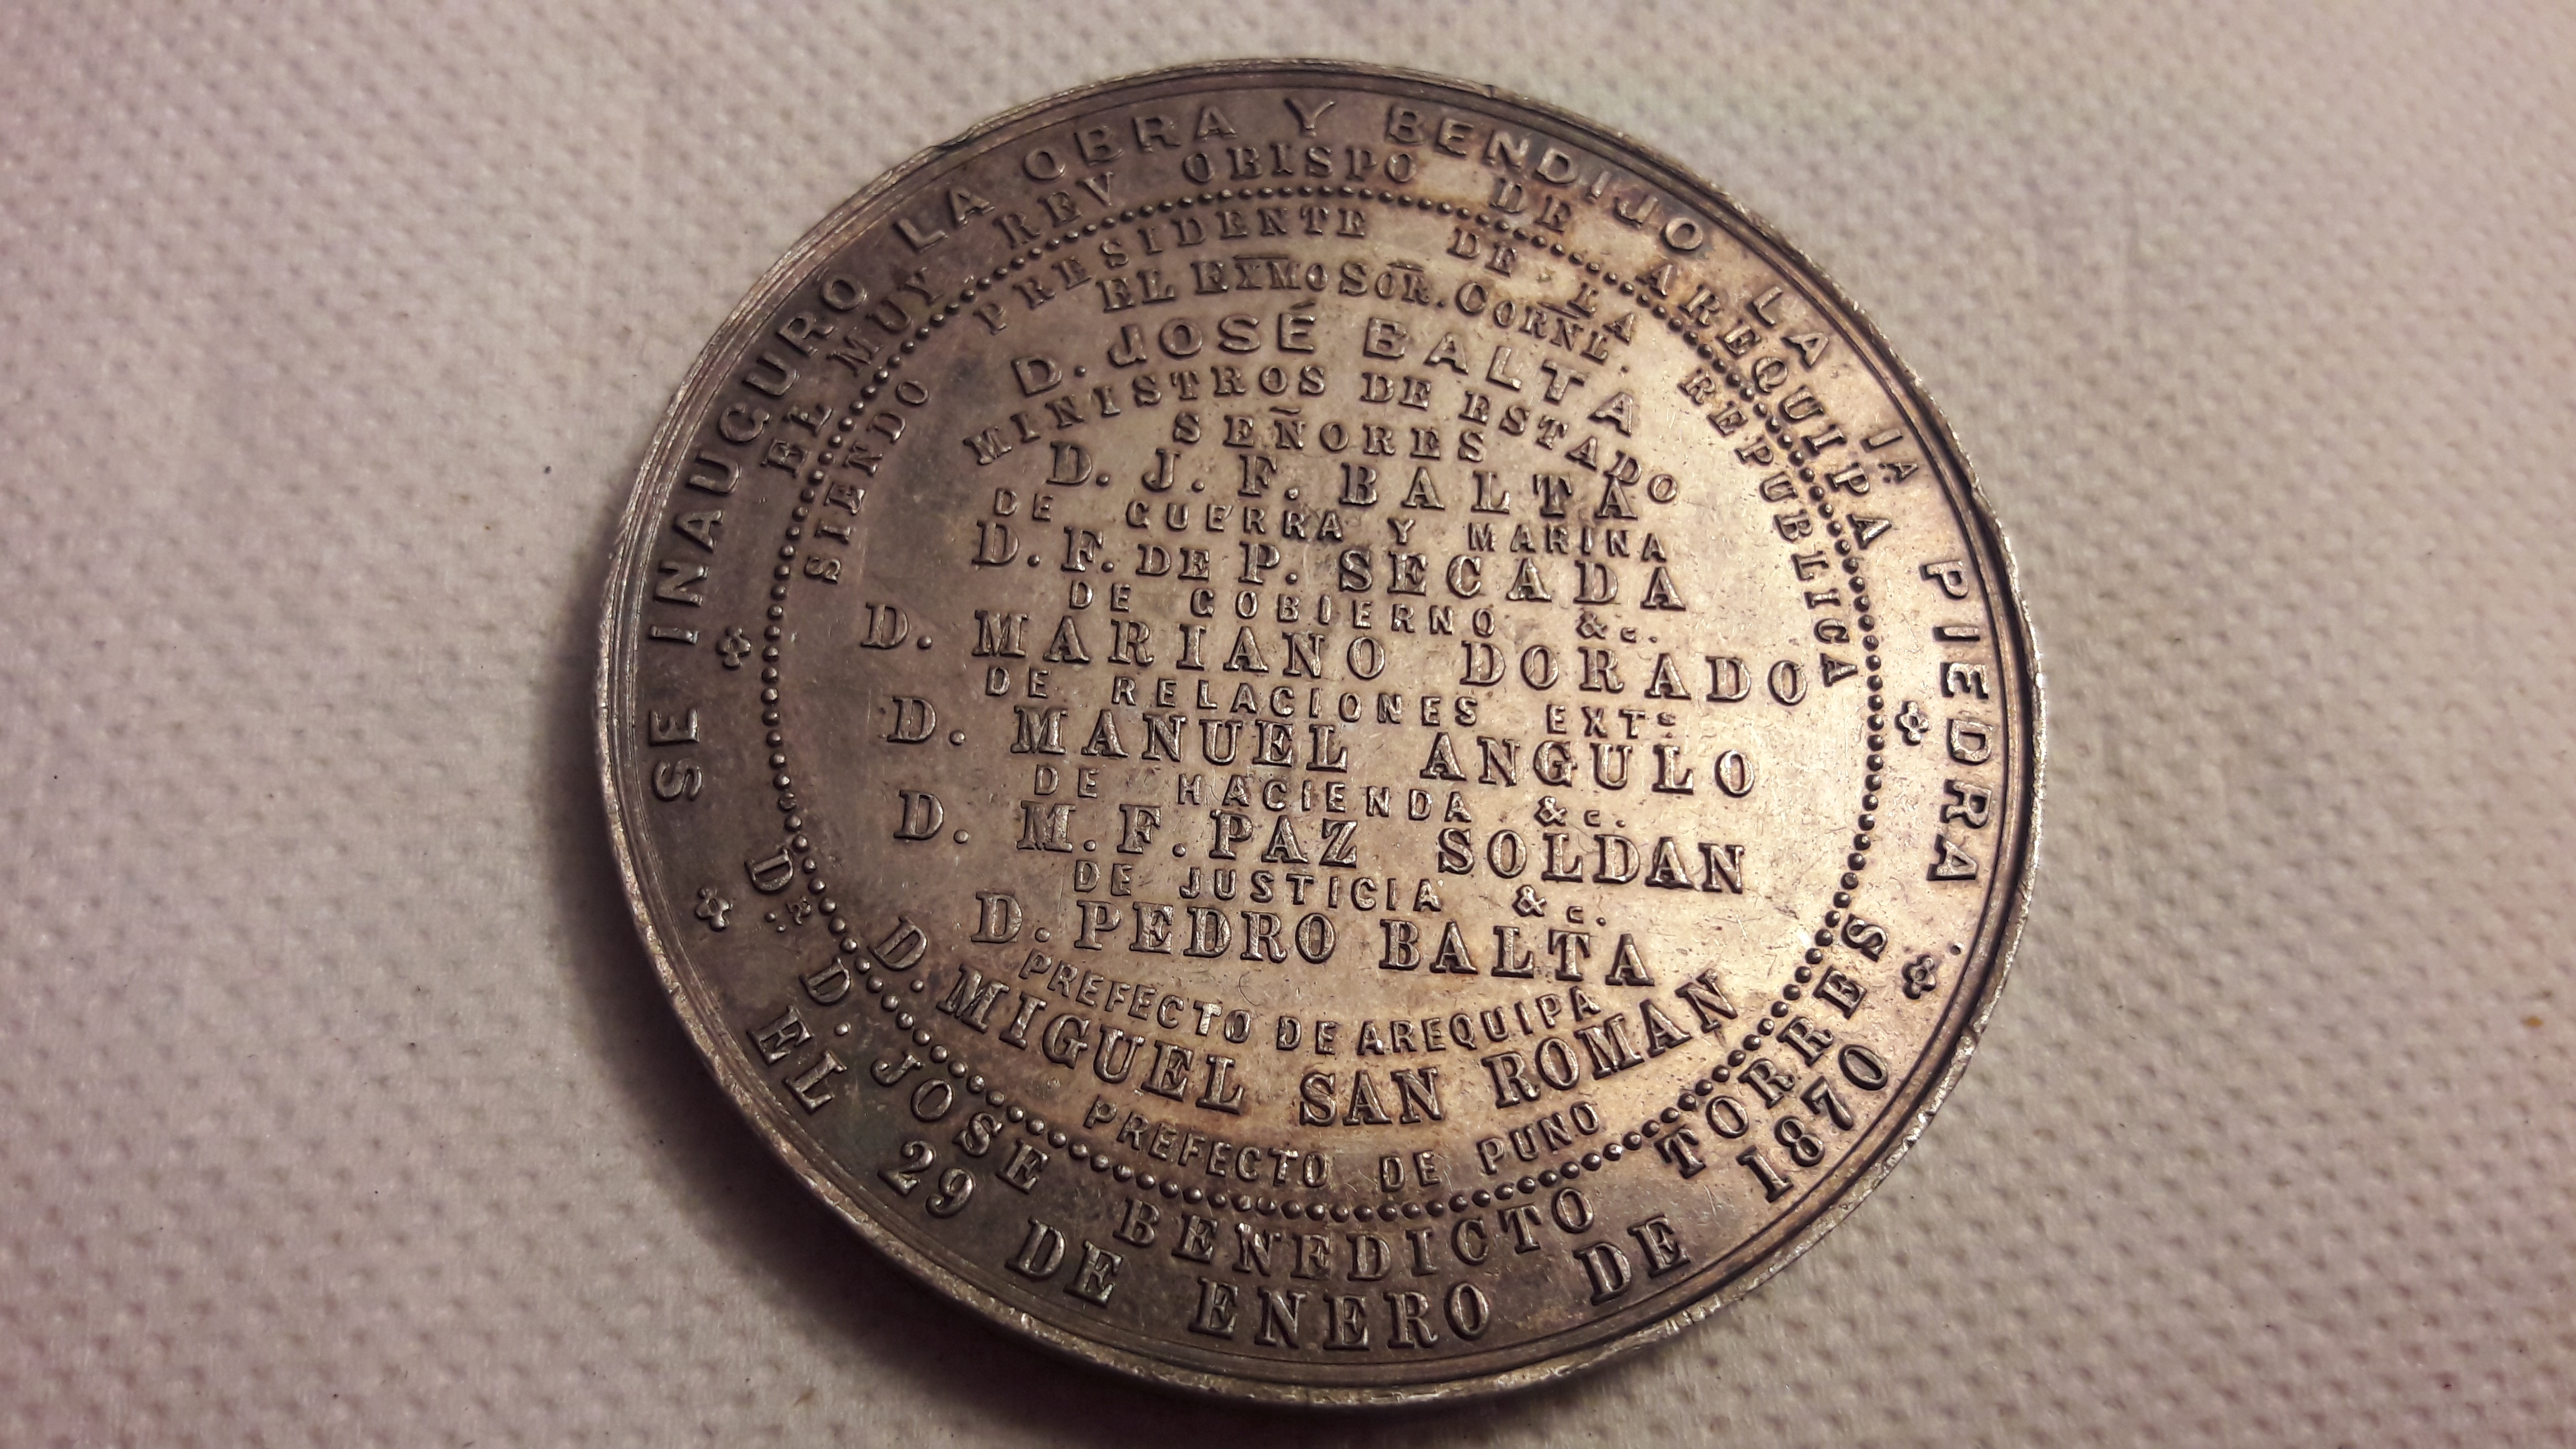 SE INAUGURO LA OBRA Y BENDIJO LA 1A PIEDRA
EL MUY REV OBISPO DE AREQUIPA
SIENDO PRESIDENTE DE LA REPUBLICA
EL EXMO SOR. CORNL.
D. JOSÉ BALTA
MINISTROS DE ESTADO
SEÑORES
D. J. F. BALTA
DE GUERRA Y MARINA
D. F. DE P. SECADA
DE GOBIERNO &c.
D. MARIANO DORADO
DE RELACIONES EXTS
D. MANUEL ANGULO
DE HACIENDA &c.
D. M. F. PAZ SOLDAN
DE JUSTICIA &c.
D. PEDRO BALTA
PREFECTO DE AREQUIPA
D. MIGUEL SAN ROMAN
PREFECTO DE PUNO
DR. D. JOSE BENEDICTO TORRES
EL 29 DE ENERO DE 1870